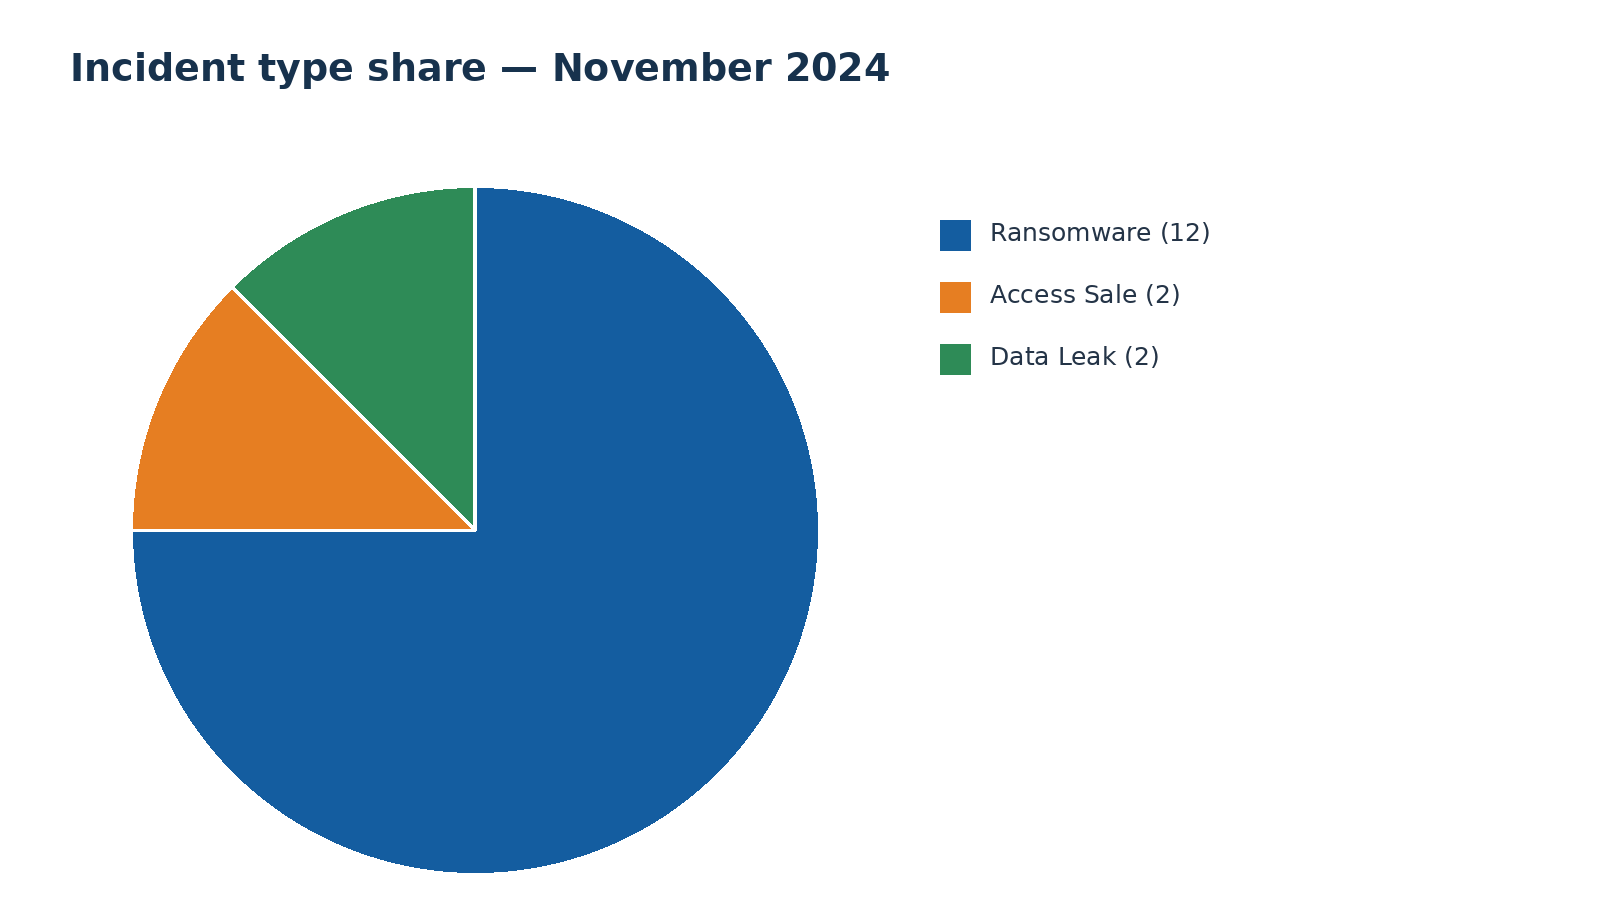 Incident type share — November 2024
Ransomware (12)
Access Sale (2)
Data Leak (2)